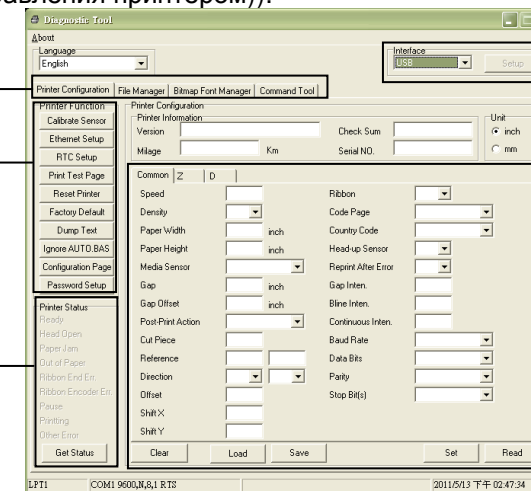 авления принтером)).
Diagnostic Tool
About
Language
English
Interface
USB
Setup
Printer Configuration File Manager Bitmap Font Manager Command Tool
Printer Function
Calibrate Sensor
Ethernet Setup
RTC Setup
Print Test Page
Reset Printer
Factory Default
Dump Text
Ignore AUTO.BAS
Configuration Page
Password Setup
Printer Status
Ready
Head Open
Paper Jam
Out of Paper
Ribbon End Err.
Ribbon Encoder Err.
Pause
Printting
Other Error
Get Status
Printer Configuration
Printer Information
Version
Check Sum
Milage Km
Serial NO.
Unit
inch
mm
Common Z D
Speed
Density
Paper Width inch
Paper Height inch
Media Sensor
Gap inch
Gap Offset inch
Post-Print Action
Cut Piece
Reference
Direction
Offset
Shift X
Shift Y
Ribbon
Code Page
Country Code
Head-up Sensor
Reprint After Error
Gap Inten.
Bline Inten.
Continuous Inten.
Baud Rate
Data Bits
Parity
Stop Bit(s)
Clear Load Save Set Read
LPT1 COM1 9600,N,8,1 RTS 2011/5/13 下午 02:47:34